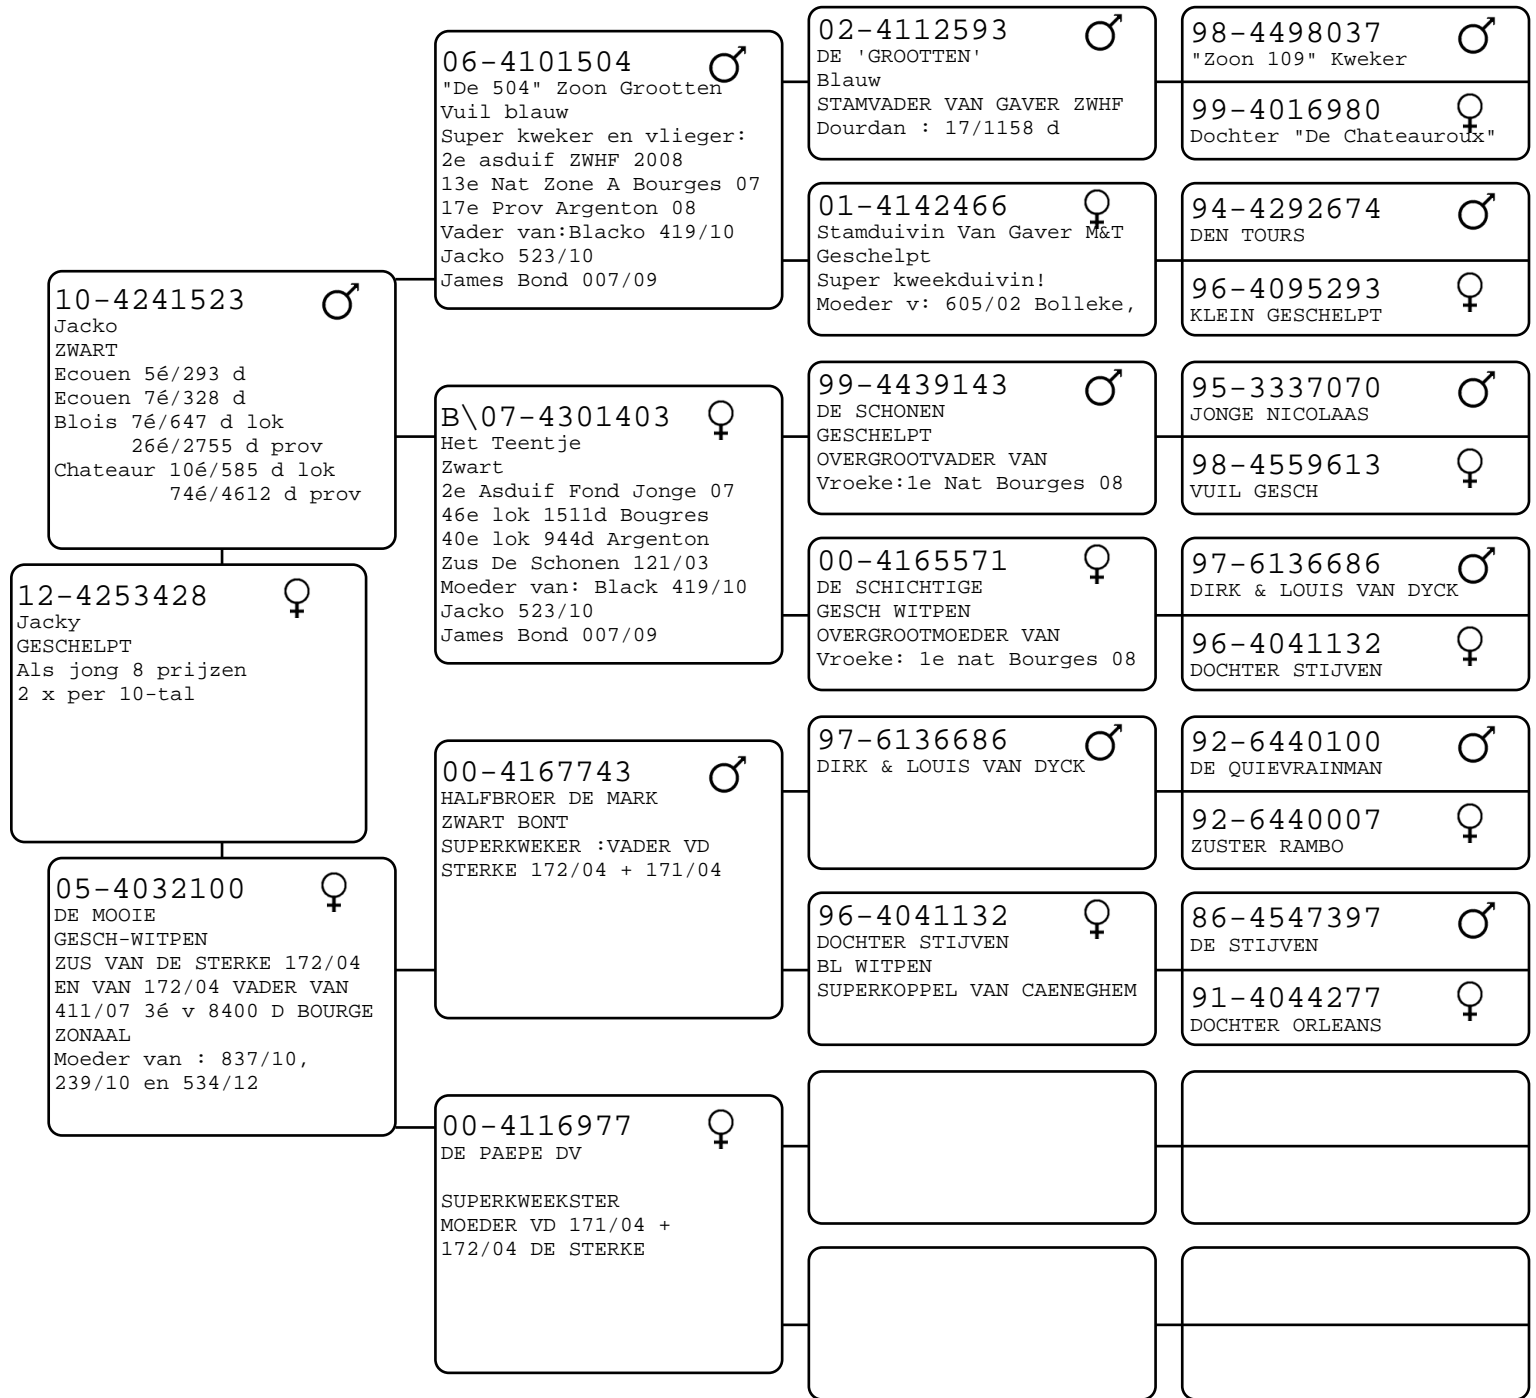 12-4253428
Jacky
GESCHELPT
Als jong 8 prijzen
2 x per 10-tal
10-4241523
Jacko
ZWART
Ecouen 5é/293 d
Ecouen 7é/328 d
Blois 7é/647 d lok
26é/2755 d prov
Chateaur 10é/585 d lok
74é/4612 d prov
05-4032100
DE MOOIE
GESCH-WITPEN
ZUS VAN DE STERKE 172/04
EN VAN 172/04 VADER VAN
411/07 3é v 8400 D BOURGE
ZONAAL
Moeder van : 837/10,
239/10 en 534/12
06-4101504
"De 504" Zoon Grootten
Vuil blauw
Super kweker en vlieger:
2e asduif ZWHF 2008
13e Nat Zone A Bourges 07
17e Prov Argenton 08
Vader van:Blacko 419/10
Jacko 523/10
James Bond 007/09
B\07-4301403
Het Teentje
Zwart
2e Asduif Fond Jonge 07
46e lok 1511d Bougres
40e lok 944d Argenton
Zus De Schonen 121/03
Moeder van: Black 419/10
Jacko 523/10
James Bond 007/09
00-4167743
HALFBROER DE MARK
ZWART BONT
SUPERKWEKER :VADER VD
STERKE 172/04 + 171/04
00-4116977
DE PAEPE DV
SUPERKWEEKSTER
MOEDER VD 171/04 +
172/04 DE STERKE
02-4112593
DE 'GROOTTEN'
Blauw
STAMVADER VAN GAVER ZWHF
Dourdan : 17/1158 d
01-4142466
Stamduivin Van Gaver M&T
Geschelpt
Super kweekduivin!
Moeder v: 605/02 Bolleke,
99-4439143
DE SCHONEN
GESCHELPT
OVERGROOTVADER VAN
Vroeke:1e Nat Bourges 08
00-4165571
DE SCHICHTIGE
GESCH WITPEN
OVERGROOTMOEDER VAN
Vroeke: 1e nat Bourges 08
97-6136686
DIRK & LOUIS VAN DYCK
96-4041132
DOCHTER STIJVEN
BL WITPEN
SUPERKOPPEL VAN CAENEGHEM
98-4498037
"Zoon 109" Kweker
99-4016980
Dochter "De Chateauroux"
94-4292674
DEN TOURS
96-4095293
KLEIN GESCHELPT
95-3337070
JONGE NICOLAAS
98-4559613
VUIL GESCH
97-6136686
DIRK & LOUIS VAN DYCK
96-4041132
DOCHTER STIJVEN
92-6440100
DE QUIEVRAINMAN
92-6440007
ZUSTER RAMBO
86-4547397
DE STIJVEN
91-4044277
DOCHTER ORLEANS